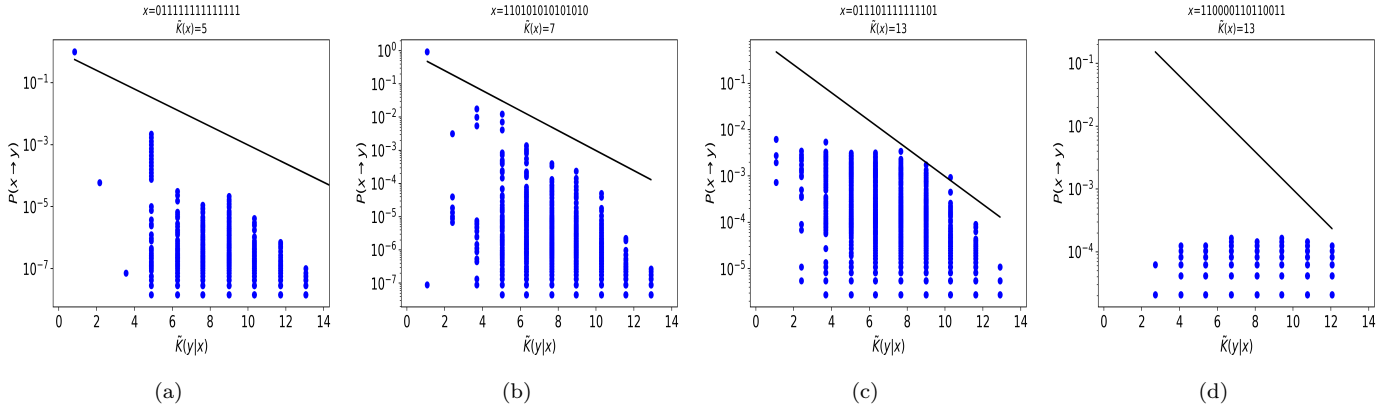 x=011111111111111
K̃(x)=5
P(x → y)
10⁻¹
10⁻³
10⁻⁵
10⁻⁷
0 2 4 6 8 10 12 14
K̃(y|x)
(a)
x=110101010101010
K̃(x)=7
P(x → y)
10⁰
10⁻¹
10⁻²
10⁻³
10⁻⁴
10⁻⁵
10⁻⁶
10⁻⁷
0 2 4 6 8 10 12 14
K̃(y|x)
(b)
x=011101111111101
K̃(x)=13
P(x → y)
10⁻¹
10⁻²
10⁻³
10⁻⁴
10⁻⁵
0 2 4 6 8 10 12 14
K̃(y|x)
(c)
x=110000110110011
K̃(x)=13
P(x → y)
10⁻¹
10⁻²
10⁻³
10⁻⁴
0 2 4 6 8 10 12 14
K̃(y|x)
(d)